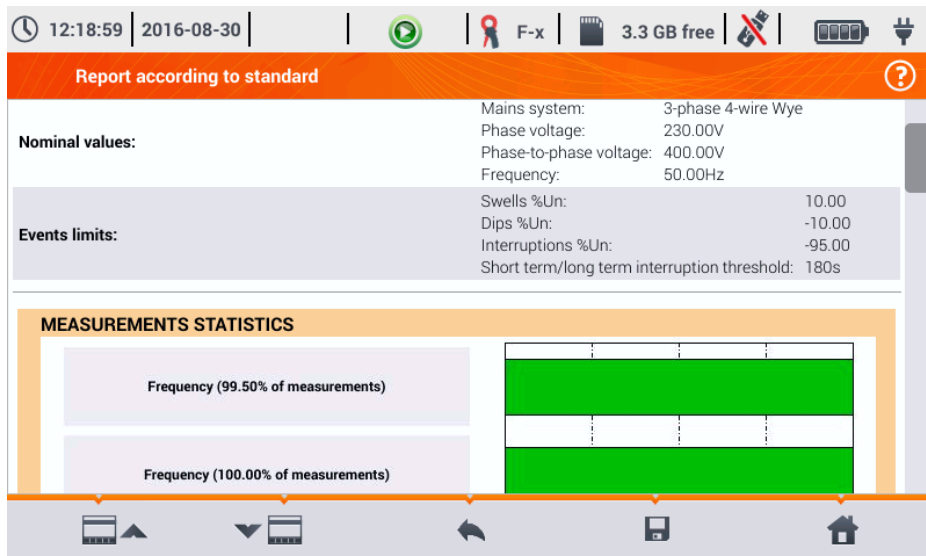 12:18:59 2016-08-30 F-x 3.3 GB free
Report according to standard ?
Nominal values:
Mains system: 3-phase 4-wire Wye
Phase voltage: 230.00V
Phase-to-phase voltage: 400.00V
Frequency: 50.00Hz
Events limits:
Swells %Un: 10.00
Dips %Un: -10.00
Interruptions %Un: -95.00
Short term/long term interruption threshold: 180s
MEASUREMENTS STATISTICS
Frequency (99.50% of measurements)
Frequency (100.00% of measurements)